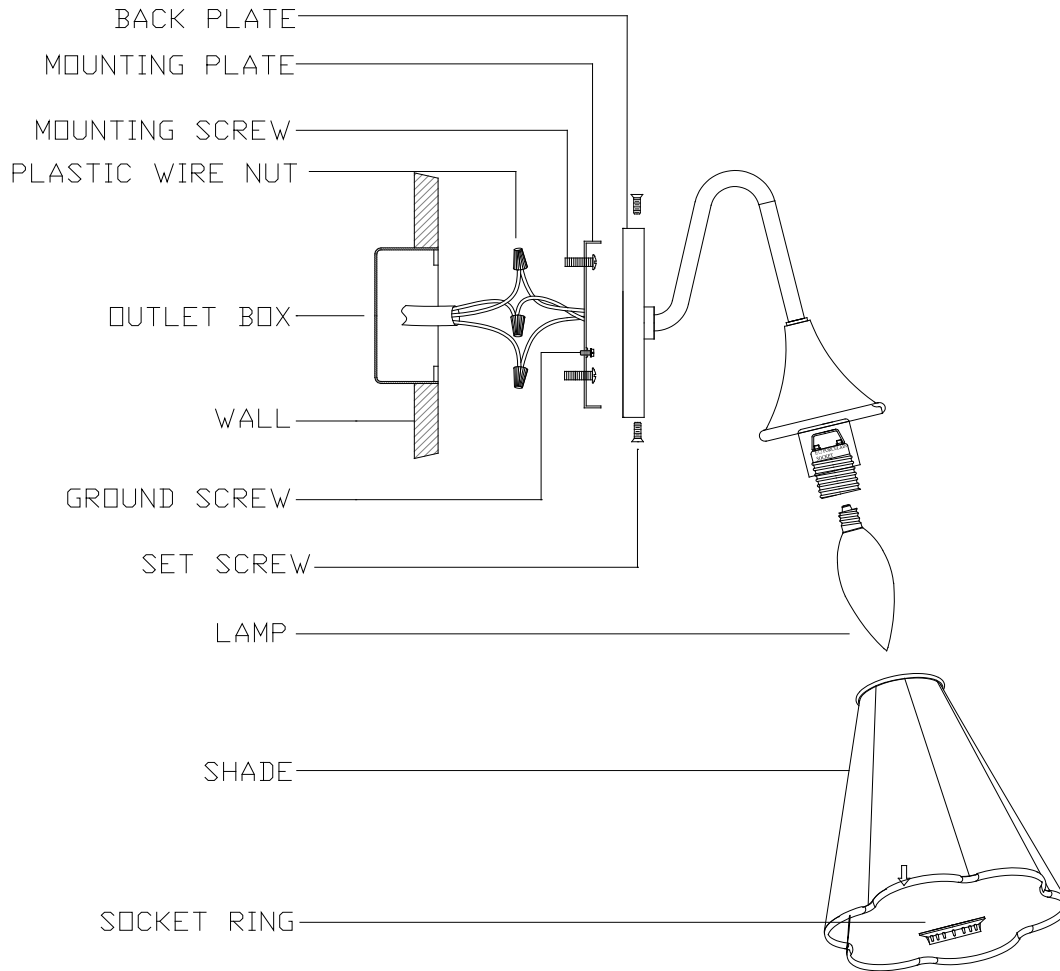 BACK PLATE
MOUNTING PLATE
MOUNTING SCREW
PLASTIC WIRE NUT
OUTLET BOX
WALL
GROUND SCREW
SET SCREW
LAMP
SHADE
SOCKET RING